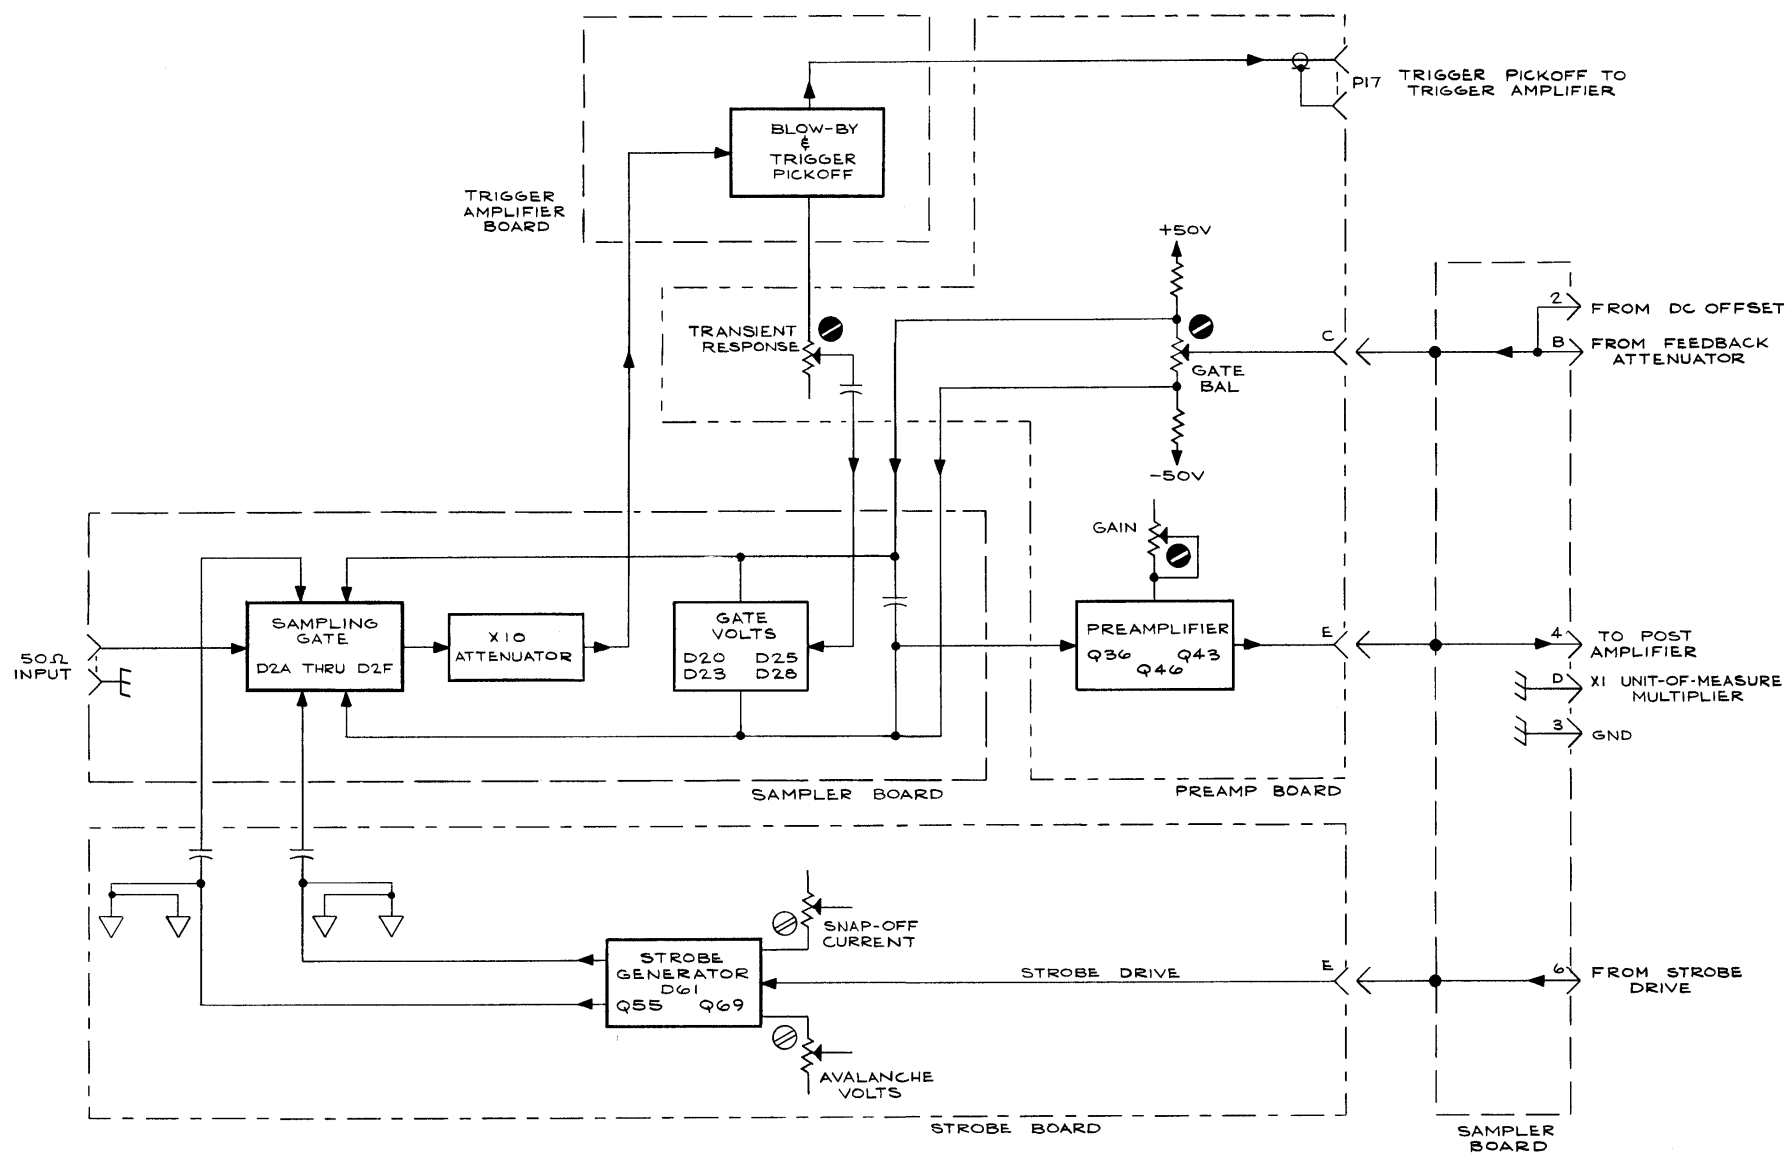 BLOW-BY
&
TRIGGER
PICKOFF
P17
TRIGGER PICKOFF TO
TRIGGER AMPLIFIER
TRIGGER
AMPLIFIER
BOARD
+50V
TRANSIENT
RESPONSE
C
GATE
BAL
-50V
2
FROM DC OFFSET
B
FROM FEEDBACK
ATTENUATOR
GAIN
50Ω
INPUT
SAMPLING
GATE
D2A THRU D2F
X10
ATTENUATOR
GATE
VOLTS
D20 D25
D23 D28
PREAMPLIFIER
Q36 Q43
Q46
E
4
TO POST
AMPLIFIER
D
X1 UNIT-OF-MEASURE
MULTIPLIER
3
GND
SAMPLER BOARD
PREAMP BOARD
SNAP-OFF
CURRENT
STROBE
GENERATOR
D61
Q55 Q69
STROBE DRIVE
E
6
FROM STROBE
DRIVE
AVALANCHE
VOLTS
STROBE BOARD
SAMPLER
BOARD